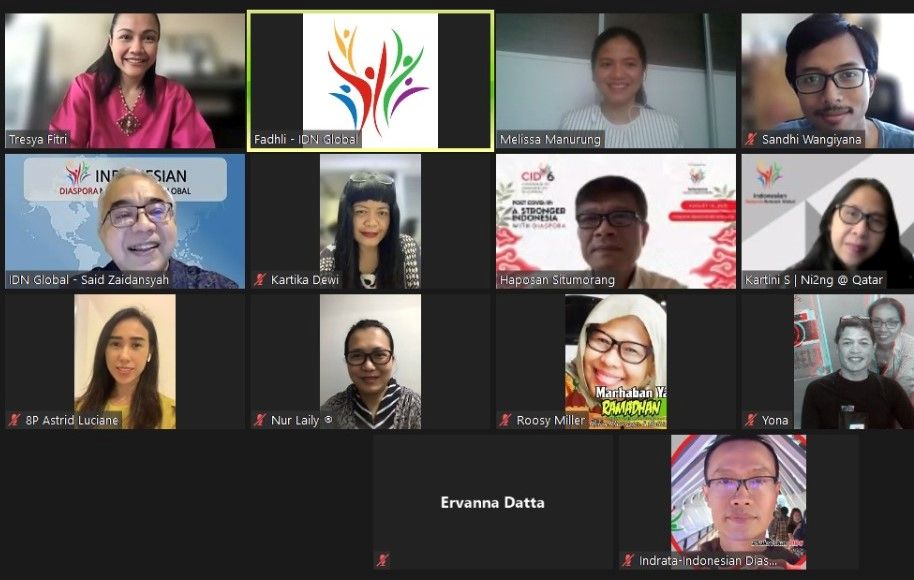 Tresya Fitri
Fadhli - IDN Global
Melissa Manurung
Sandhi Wangiyana
INDONESIAN
DIASPORA
IDN Global - Said Zaidansyah
Kartika Dewi
CID 6
POST COVID-19:
A STRONGER
INDONESIA
WITH DIASPORA
Haposan Situmorang
Indonesian
Kartini S | Ni2ng @ Qatar
8P Astrid Luciane
Nur Laily ®
Marhaban Ya
RAMADHAN
Roosy Miller
Yona
Ervanna Datta
Indrata-Indonesian Dias...